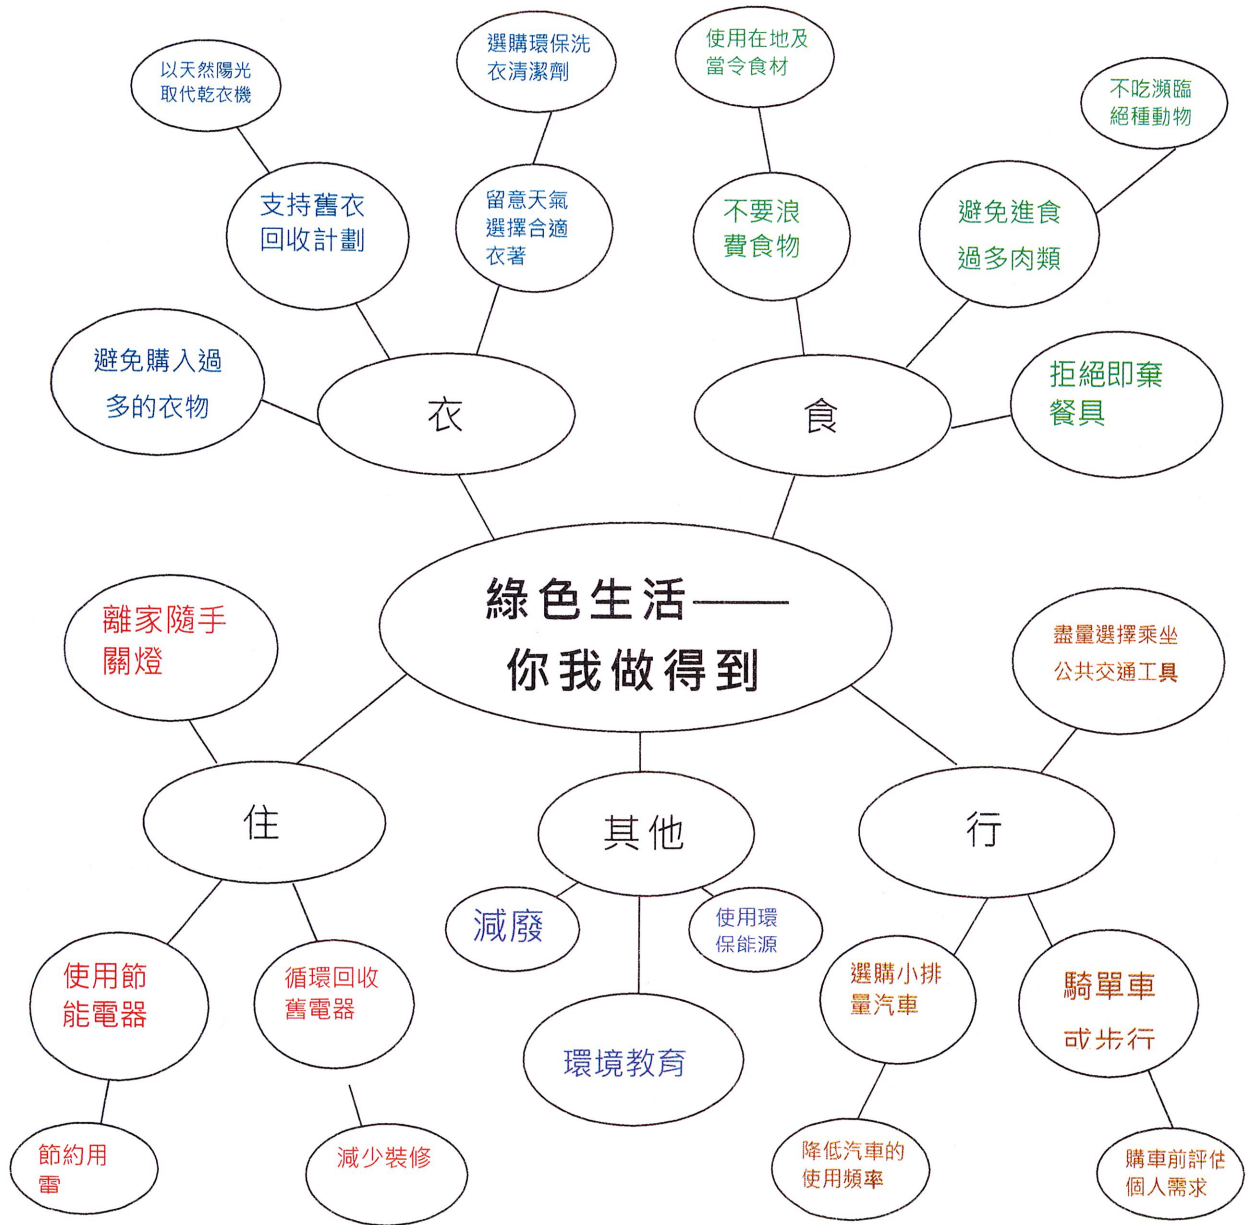 以天然陽光
取代乾衣機
選購環保洗
衣清潔劑
使用在地及
當令食材
不吃瀕臨
絕種動物
支持舊衣
回收計劃
留意天氣
選擇合適
衣著
不要浪
費食物
避免進食
過多肉類
避免購入過
多的衣物
衣
食
拒絕即棄
餐具
綠色生活——
你我做得到
離家隨手
關燈
盡量選擇乘坐
公共交通工具
住
其他
行
減廢
使用環
保能源
使用節
能電器
循環回收
舊電器
環境教育
選購小排
量汽車
騎單車
或步行
節約用
電
減少裝修
降低汽車的
使用頻率
購車前評估
個人需求